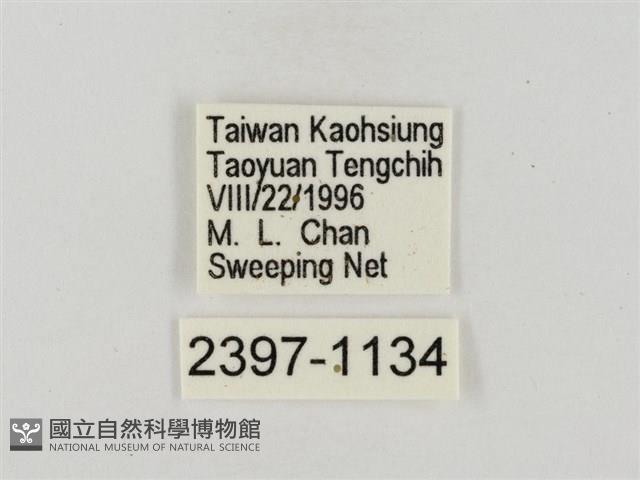 Taiwan Kaohsiung
Taoyuan Tengchih
VIII/22/1996
M. L. Chan
Sweeping Net
2397-1134
國立自然科學博物館
NATIONAL MUSEUM OF NATURAL SCIENCE